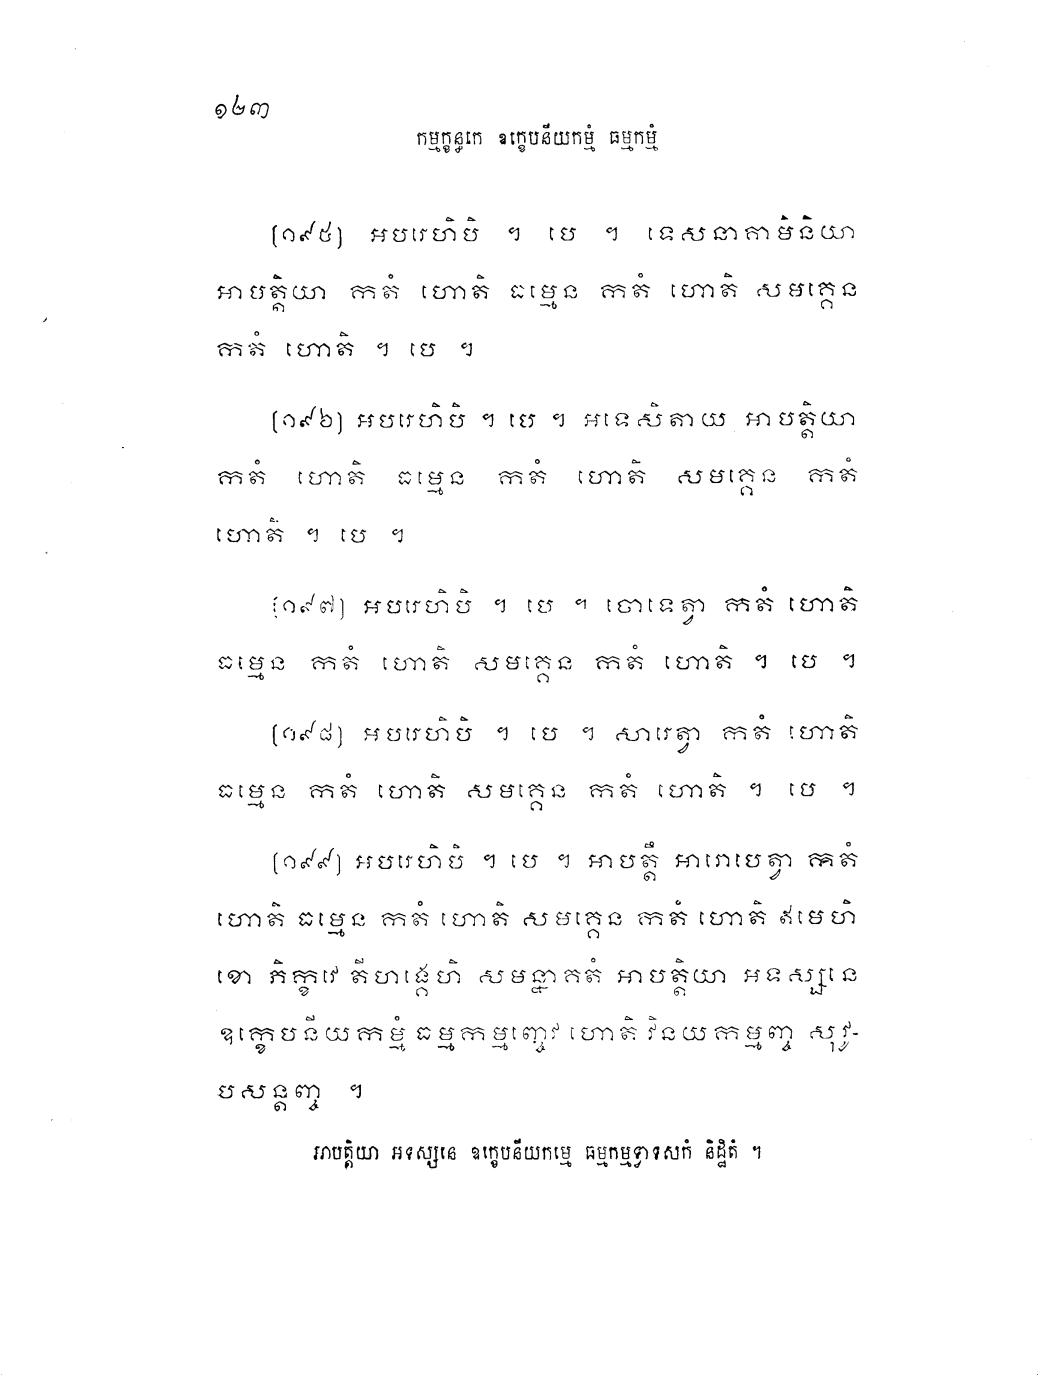 ១២៣
កម្មក្ខន្ធកេ ឧក្ខេបនីយកម្មំ ធម្មកម្មំ
[១៩៥] អបរេហិបិ ។ បេ ។ ទេសនាគាមិនិយា
អាបត្តិយា កតំ ហោតិ ធម្មេន កតំ ហោតិ សមគ្គេន
កតំ ហោតិ ។ បេ ។
[១៩៦] អបរេហិបិ ។ បេ ។ អទេសិតាយ អាបត្តិយា
កតំ ហោតិ ធម្មេន កតំ ហោតិ សមគ្គេន កតំ
ហោតិ ។ បេ ។
[១៩៧] អបរេហិបិ ។ បេ ។ ចោទេត្វា កតំ ហោតិ
ធម្មេន កតំ ហោតិ សមគ្គេន កតំ ហោតិ ។ បេ ។
[១៩៨] អបរេហិបិ ។ បេ ។ សារេត្វា កតំ ហោតិ
ធម្មេន កតំ ហោតិ សមគ្គេន កតំ ហោតិ ។ បេ ។
[១៩៩] អបរេហិបិ ។ បេ ។ អាបត្តឹ អារោបេត្វា កតំ
ហោតិ ធម្មេន កតំ ហោតិ សមគ្គេន កតំ ហោតិ ឥមេហិ
ខោ ភិក្ខវេ តីហង្គេហិ សមន្នាគតំ អាបត្តិយា អទស្សនេ
ឧក្ខេបនីយកម្មំ ធម្មកម្មញ្ចេវ ហោតិ វិនយកម្មញ្ច សុវូ-
បសន្តញ្ច ។
អាបត្តិយា អទស្សនេ ឧក្ខេបនីយកម្មេ ធម្មកម្មទ្វាទសកំ និដ្ឋិតំ ។